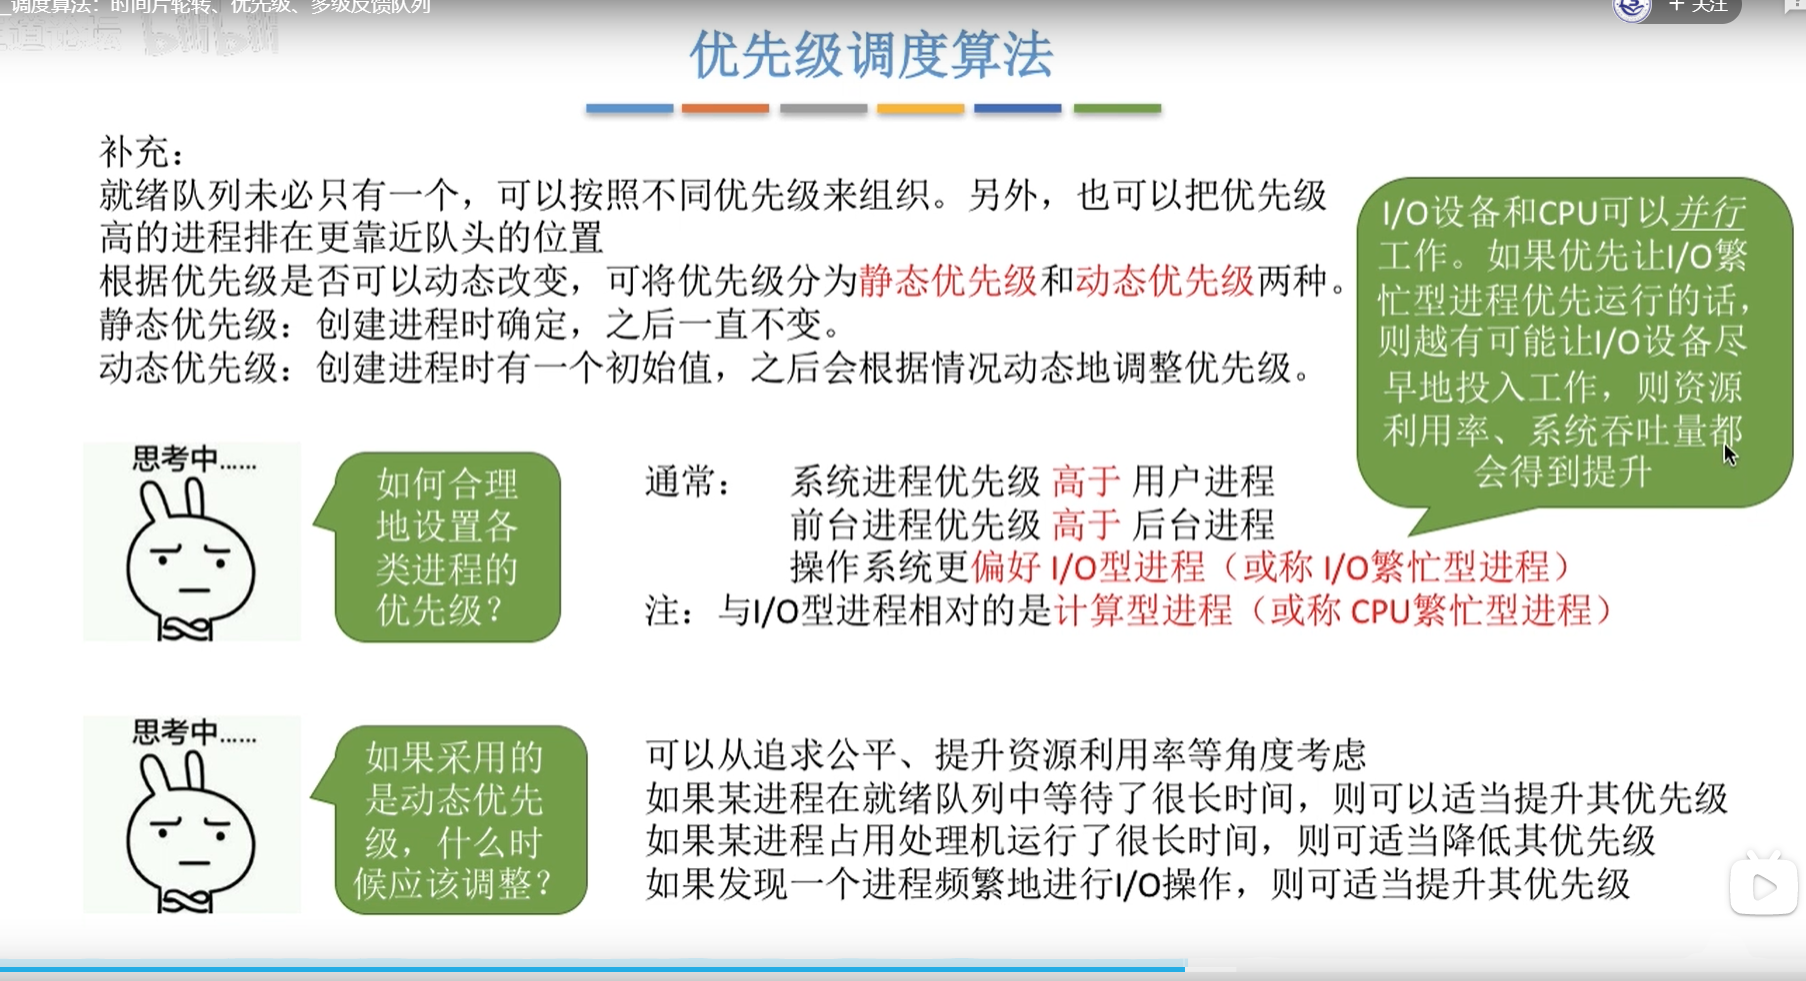 调度算法：时间片轮转、优先级、多级反馈队列
+ 关注
优先级调度算法
补充：
就绪队列未必只有一个，可以按照不同优先级来组织。另外，也可以把优先级
高的进程排在更靠近队头的位置
根据优先级是否可以动态改变，可将优先级分为静态优先级和动态优先级两种。
静态优先级：创建进程时确定，之后一直不变。
动态优先级：创建进程时有一个初始值，之后会根据情况动态地调整优先级。
I/O设备和CPU可以并行
工作。如果优先让I/O繁
忙型进程优先运行的话，
则越有可能让I/O设备尽
早地投入工作，则资源
利用率、系统吞吐量都
会得到提升
思考中......
如何合理
地设置各
类进程的
优先级？
通常： 系统进程优先级 高于 用户进程
前台进程优先级 高于 后台进程
操作系统更偏好 I/O型进程（或称 I/O繁忙型进程）
注：与I/O型进程相对的是计算型进程（或称 CPU繁忙型进程）
思考中......
如果采用的
是动态优先
级，什么时
候应该调整？
可以从追求公平、提升资源利用率等角度考虑
如果某进程在就绪队列中等待了很长时间，则可以适当提升其优先级
如果某进程占用处理机运行了很长时间，则可适当降低其优先级
如果发现一个进程频繁地进行I/O操作，则可适当提升其优先级